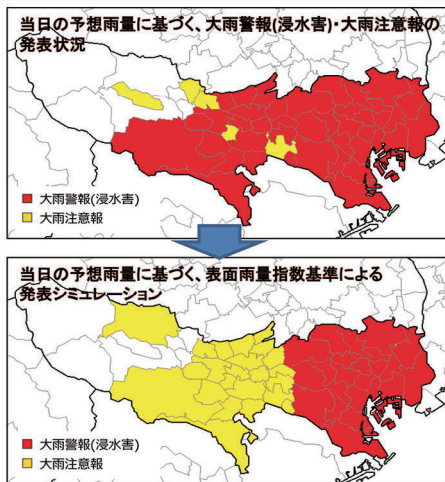 当日の予想雨量に基づく、大雨警報(浸水害)・大雨注意報の
発表状況
大雨警報(浸水害)
大雨注意報
当日の予想雨量に基づく、表面雨量指数基準による
発表シミュレーション
大雨警報(浸水害)
大雨注意報